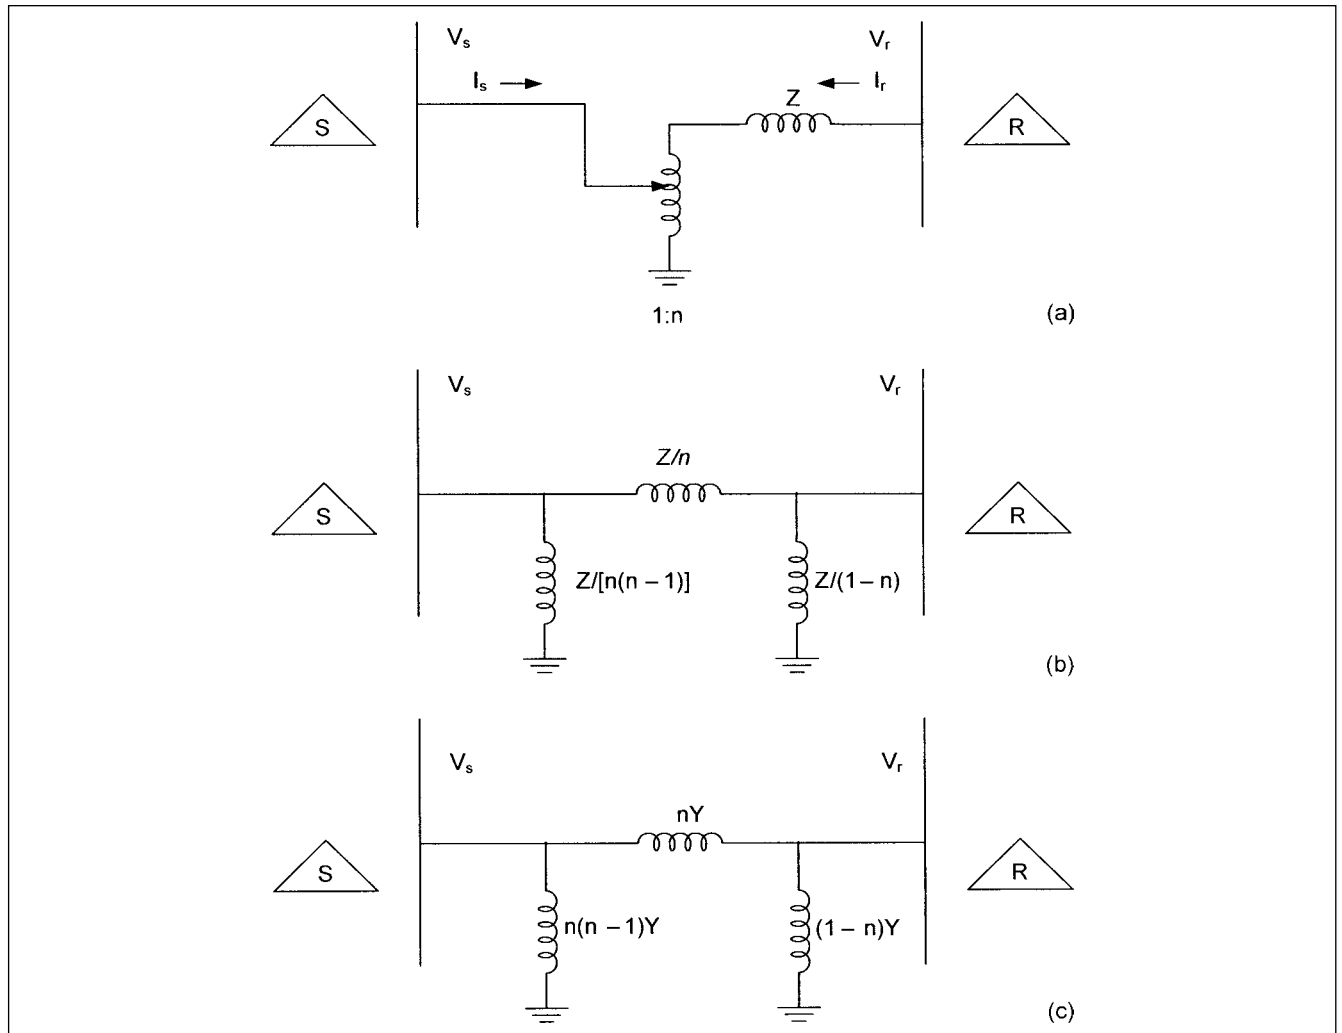 Vₛ
Vᵣ
Iₛ
Iᵣ
Z
S
R
1:n
(a)
Vₛ
Vᵣ
Z/n
S
R
Z/[n(n – 1)]
Z/(1 – n)
(b)
Vₛ
Vᵣ
nY
S
R
n(n – 1)Y
(1 – n)Y
(c)